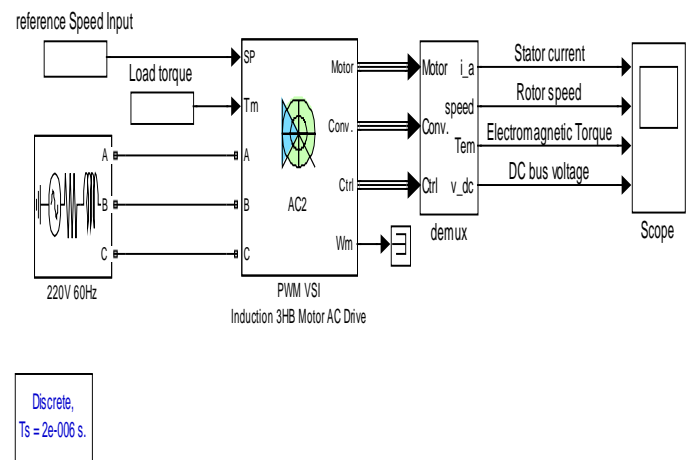 reference Speed Input
Load torque
SP
Tm
A
B
C
A
B
C
220V 60Hz
AC2
Motor
Conv.
Ctrl
Wm
PWM VSI
Induction 3HB Motor AC Drive
Motor
Conv.
Ctrl
i_a
speed
Tem
v_dc
demux
Stator current
Rotor speed
Electromagnetic Torque
DC bus voltage
Scope
Discrete,
Ts = 2e-006 s.